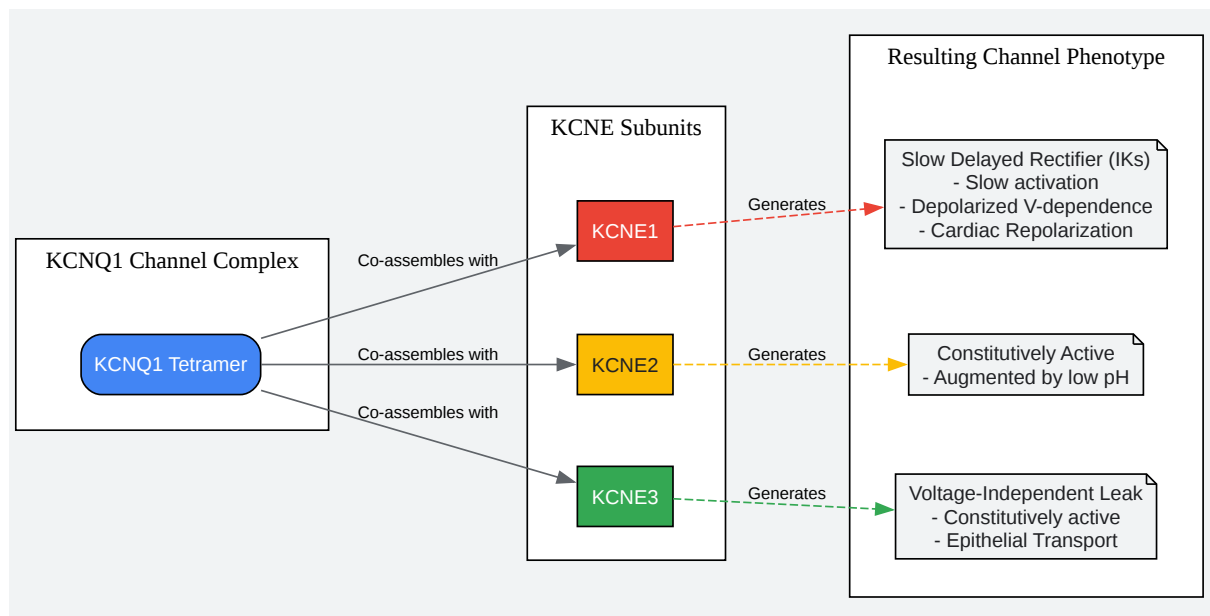 KCNQ1 Channel Complex
KCNQ1 Tetramer
Co-assembles with
Co-assembles with
Co-assembles with
KCNE Subunits
KCNE1
KCNE2
KCNE3
Generates
Generates
Generates
Resulting Channel Phenotype
Slow Delayed Rectifier (IKs)
- Slow activation
- Depolarized V-dependence
- Cardiac Repolarization
Constitutively Active
- Augmented by low pH
Voltage-Independent Leak
- Constitutively active
- Epithelial Transport